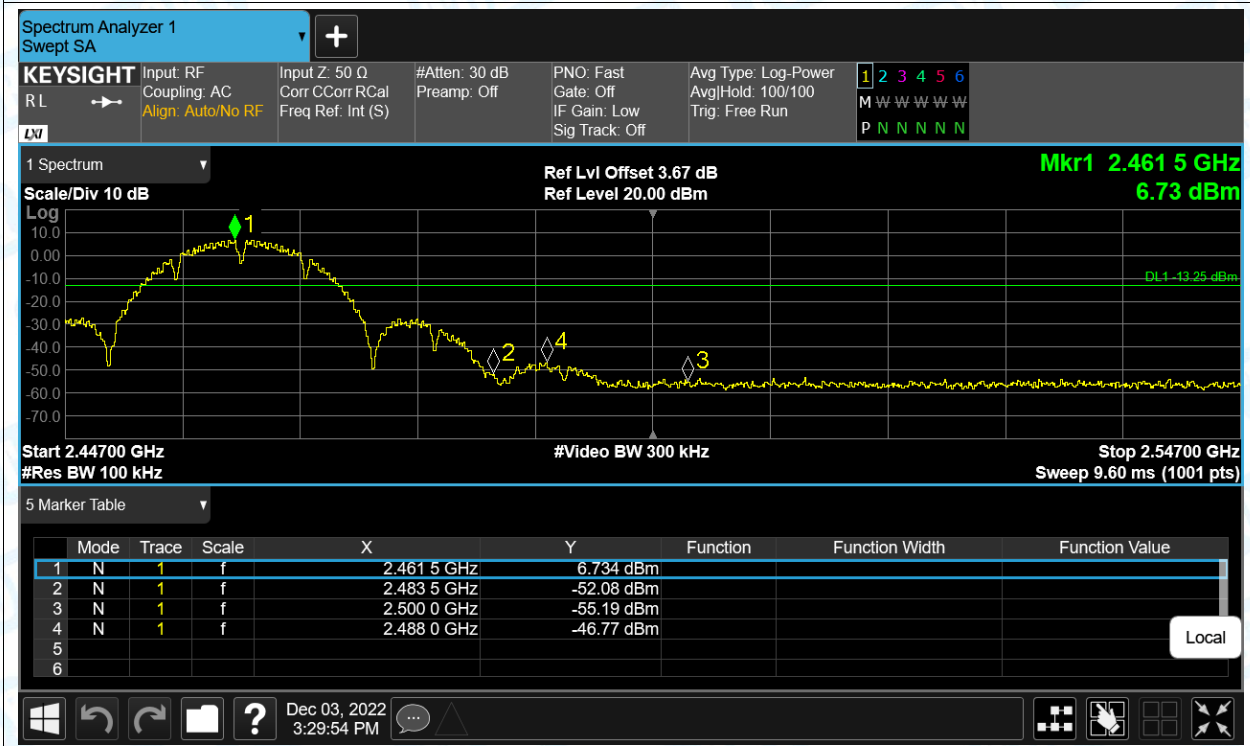 Spectrum Analyzer 1
Swept SA
+
KEYSIGHT
R L
LXI
Input: RF
Coupling: AC
Align: Auto/No RF
Input Z: 50 Ω
Corr CCorr RCal
Freq Ref: Int (S)
#Atten: 30 dB
Preamp: Off
PNO: Fast
Gate: Off
IF Gain: Low
Sig Track: Off
Avg Type: Log-Power
Avg|Hold: 100/100
Trig: Free Run
1 2 3 4 5 6
M W W W W W
P N N N N N
1 Spectrum
Scale/Div 10 dB
Ref Lvl Offset 3.67 dB
Ref Level 20.00 dBm
Mkr1 2.461 5 GHz
6.73 dBm
Log
10.0
0.00
-10.0
-20.0
-30.0
-40.0
-50.0
-60.0
-70.0
1
2
4
3
DL1 -13.25 dBm
Start 2.44700 GHz
#Video BW 300 kHz
Stop 2.54700 GHz
#Res BW 100 kHz
Sweep 9.60 ms (1001 pts)
5 Marker Table
Mode Trace Scale X Y Function Function Width Function Value
1 N 1 f 2.461 5 GHz 6.734 dBm
2 N 1 f 2.483 5 GHz -52.08 dBm
3 N 1 f 2.500 0 GHz -55.19 dBm
4 N 1 f 2.488 0 GHz -46.77 dBm
5
6
Local
?
Dec 03, 2022
3:29:54 PM